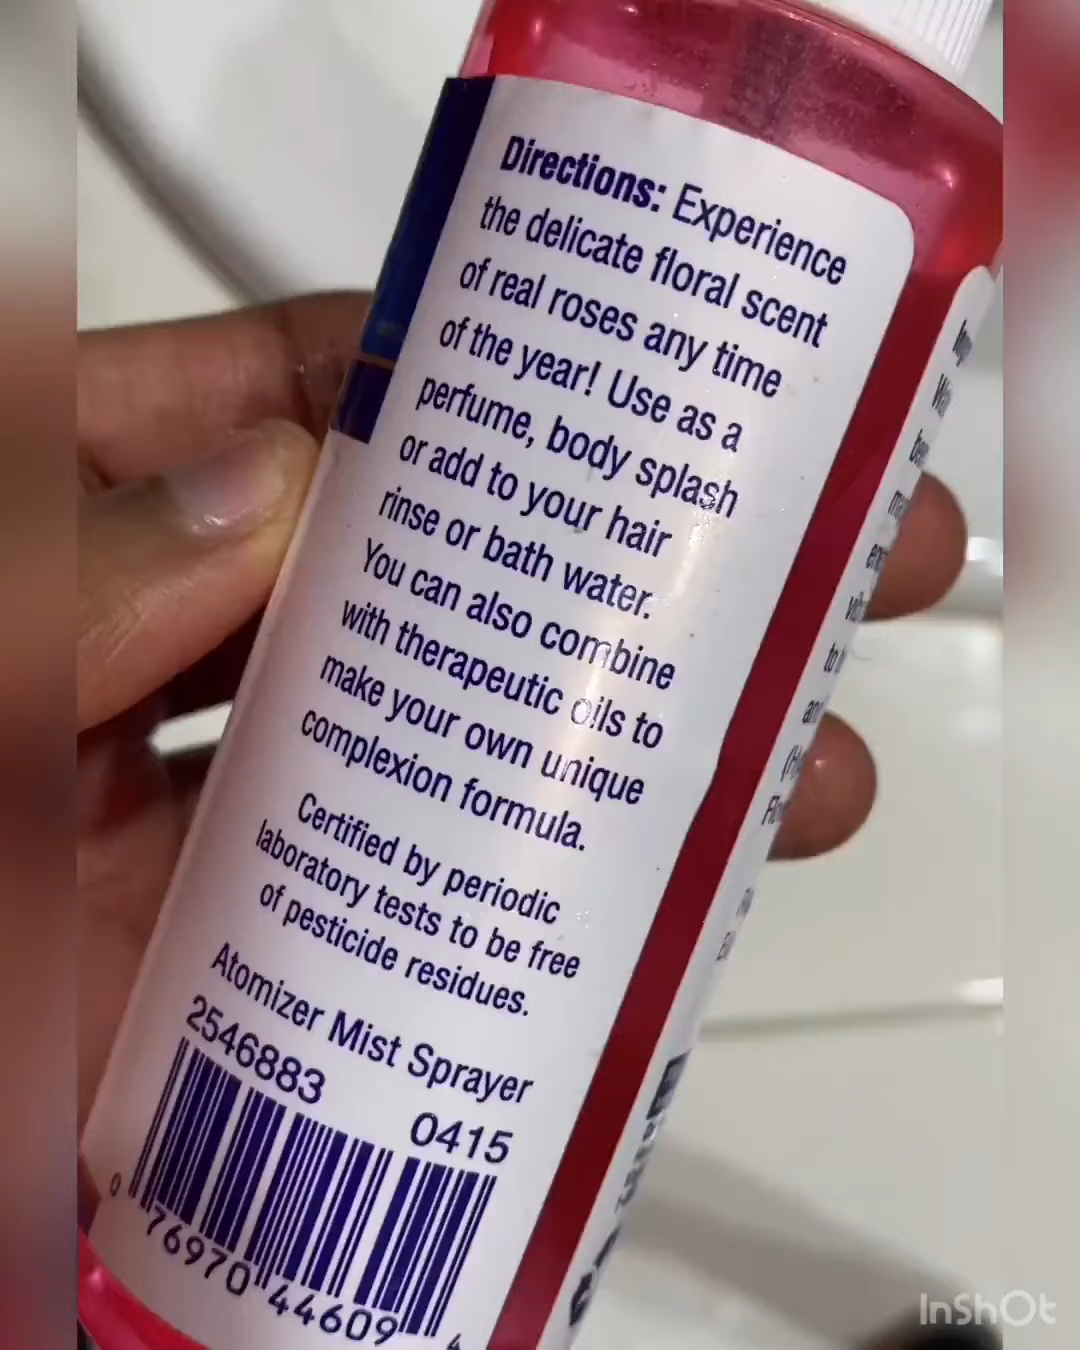 Directions: Experience
the delicate floral scent
of real roses any time
of the year! Use as a
perfume, body splash
or add to your hair
rinse or bath water.
You can also combine
with therapeutic oils to
make your own unique
complexion formula.
Certified by periodic
laboratory tests to be free
of pesticide residues.
Atomizer Mist Sprayer
2546883
0415
0 76970 44609 4
InShOt